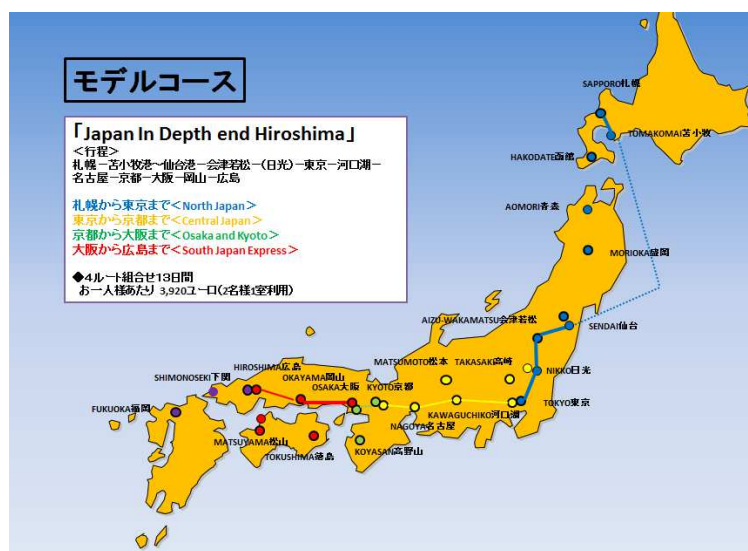 モデルコース
「Japan In Depth end Hiroshima」
＜行程＞
札幌－苫小牧港～仙台港－会津若松－(日光)－東京－河口湖－
名古屋－京都－大阪－岡山－広島
札幌から東京まで＜North Japan＞
東京から京都まで＜Central Japan＞
京都から大阪まで＜Osaka and Kyoto＞
大阪から広島まで＜South Japan Express＞
◆4ルート組合せ13日間
お一人様あたり 3,920ユーロ(2名様1室利用)
SAPPORO札幌
TOMAKOMAI苫小牧
HAKODATE函館
AOMORI青森
MORIOKA盛岡
AIZU-WAKAMATSU会津若松
SENDAI仙台
MATSUMOTO松本
TAKASAKI高崎
NIKKO日光
HIROSHIMA広島
SHIMONOSEKI下関
OKAYAMA岡山
OSAKA大阪
KYOTO京都
TOKYO東京
KAWAGUCHIKO河口湖
FUKUOKA福岡
NAGOYA名古屋
MATSUYAMA松山
KOYASAN高野山
TOKUSHIMA徳島